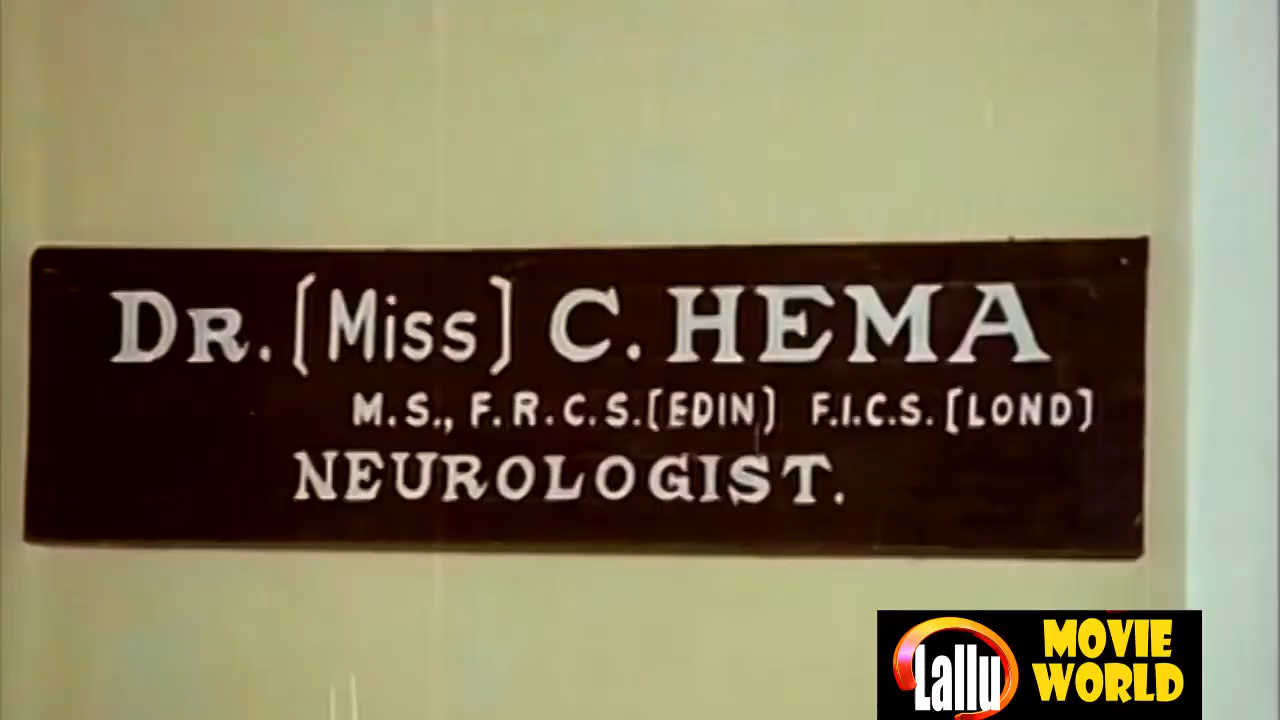 DR. [Miss] C. HEMA
M.S., F.R.C.S.[EDIN] F.I.C.S. [LOND]
NEUROLOGIST.
Lallu
MOVIE
WORLD